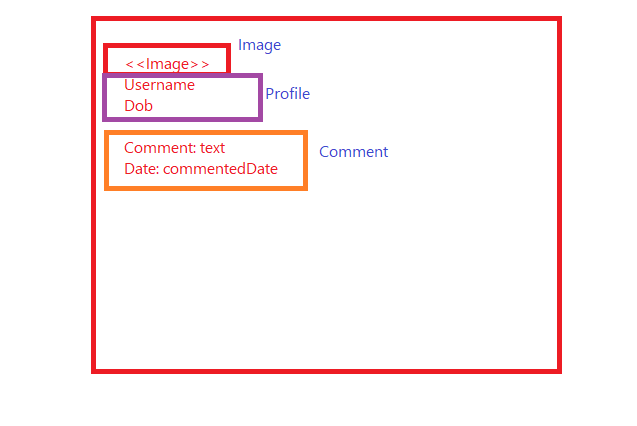 Image
<<Image>>
Username
Profile
Dob
Comment: text
Comment
Date: commentedDate